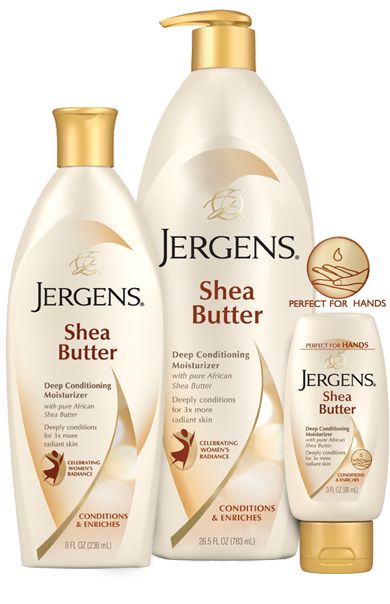 JERGENS®
Shea
Butter
Deep Conditioning
Moisturizer
with pure African
Shea Butter
Deeply conditions
for 3x more
radiant skin
CELEBRATING
WOMEN'S
RADIANCE
CONDITIONS
& ENRICHES
8 FL OZ (236 mL)
JERGENS®
Shea
Butter
Deep Conditioning
Moisturizer
with pure African
Shea Butter
Deeply conditions
for 3x more
radiant skin
CELEBRATING
WOMEN'S
RADIANCE
CONDITIONS
& ENRICHES
26.5 FL OZ (783 mL)
PERFECT FOR HANDS
PERFECT FOR HANDS
JERGENS®
Shea
Butter
Deep Conditioning
Moisturizer
with pure African
Shea Butter
Deeply conditions
for 3x more
radiant skin
CONDITIONS
& ENRICHES
3 FL OZ (88 mL)